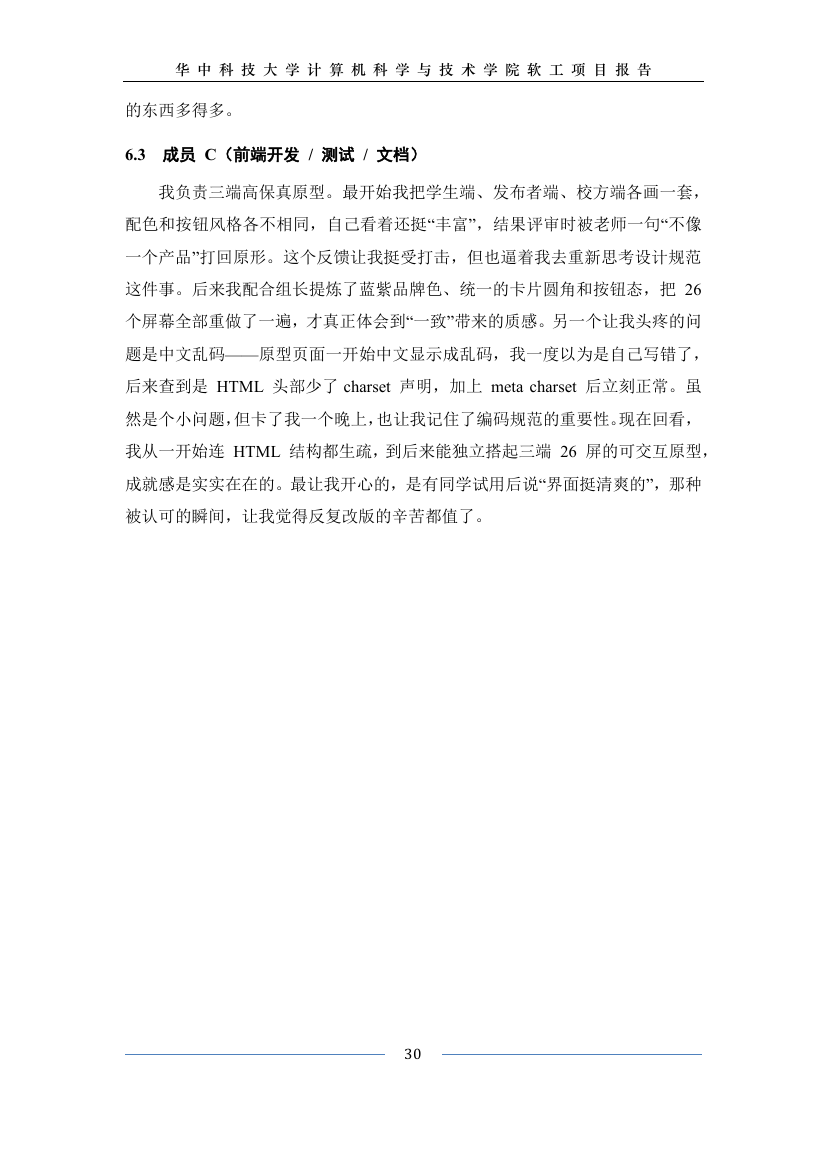 华中科技大学计算机科学与技术学院软工项目报告
的东西多得多。
6.3 成员 C（前端开发 / 测试 / 文档）
我负责三端高保真原型。最开始我把学生端、发布者端、校方端各画一套，
配色和按钮风格各不相同，自己看着还挺“丰富”，结果评审时被老师一句“不像
一个产品”打回原形。这个反馈让我挺受打击，但也逼着我去重新思考设计规范
这件事。后来我配合组长提炼了蓝紫品牌色、统一的卡片圆角和按钮态，把 26
个屏幕全部重做了一遍，才真正体会到“一致”带来的质感。另一个让我头疼的问
题是中文乱码——原型页面一开始中文显示成乱码，我一度以为是自己写错了，
后来查到是 HTML 头部少了 charset 声明，加上 meta charset 后立刻正常。虽
然是个小问题，但卡了我一个晚上，也让我记住了编码规范的重要性。现在回看，
我从一开始连 HTML 结构都生疏，到后来能独立搭起三端 26 屏的可交互原型，
成就感是实实在在的。最让我开心的，是有同学试用后说“界面挺清爽的”，那种
被认可的瞬间，让我觉得反复改版的辛苦都值了。
30